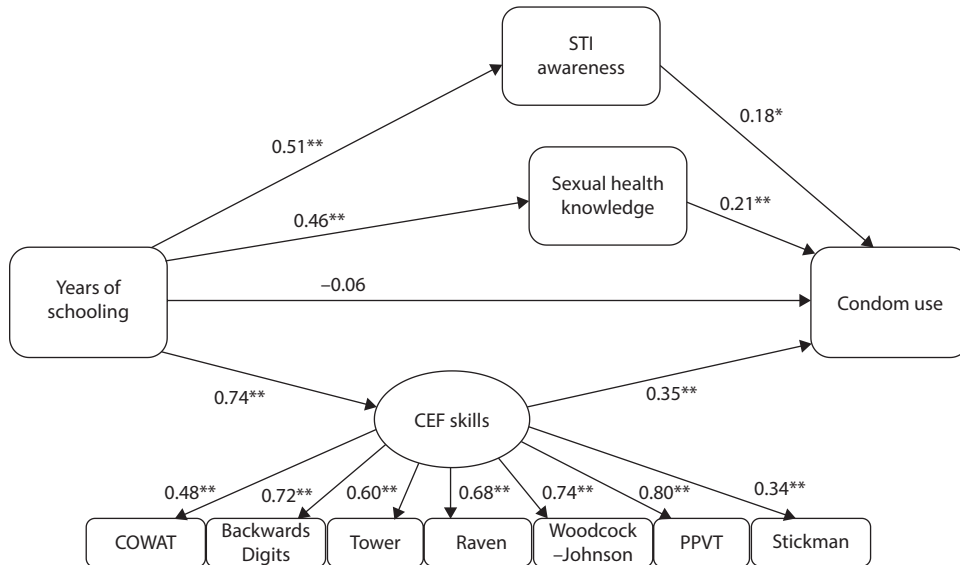 STI
awareness
0.18*
0.51**
Sexual health
knowledge
0.21**
0.46**
Years of
schooling
–0.06
Condom use
0.74**
CEF skills
0.35**
0.48**
0.72**
0.60**
0.68**
0.74**
0.80**
0.34**
COWAT
Backwards
Digits
Tower
Raven
Woodcock
–Johnson
PPVT
Stickman